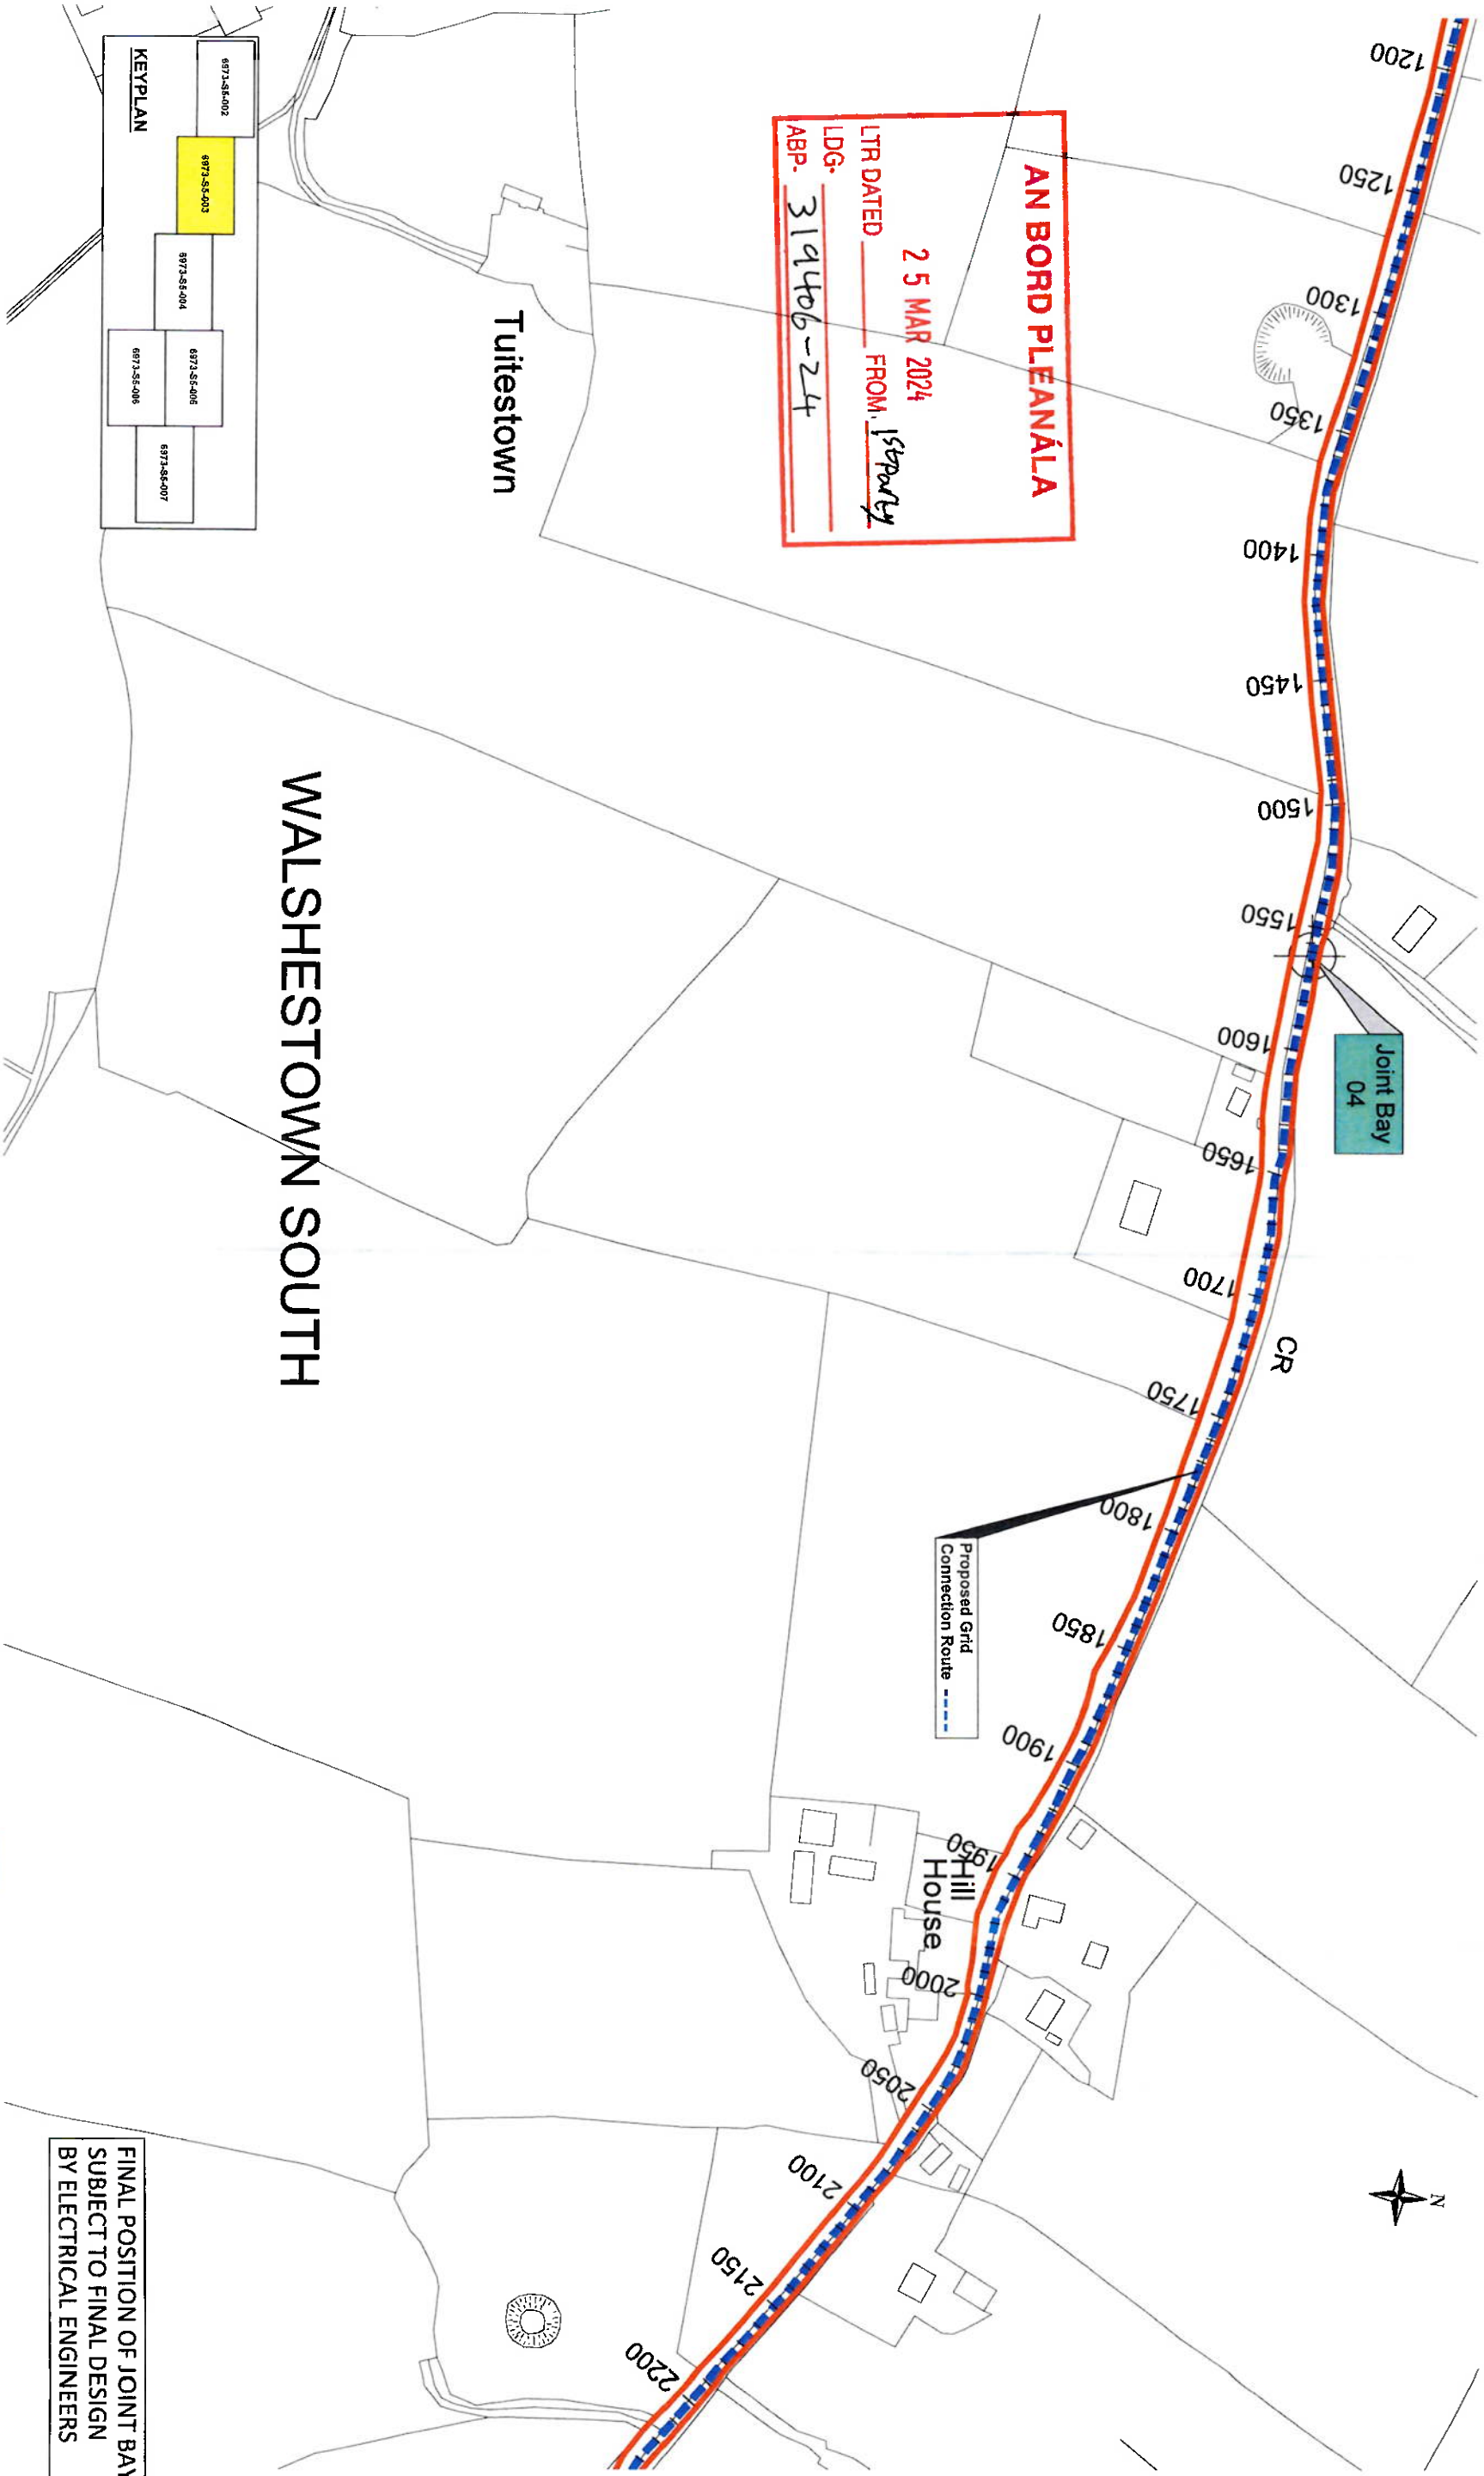 1200
1250
1300
1350
1400
1450
1500
1550
1600
1650
1700
1750
1800
1850
1900
1950
2000
2050
2100
2150
2200
Joint Bay
04
CR
N
Proposed Grid
Connection Route
Hill
House
AN BORD PLEANÁLA
25 MAR 2024
LTR DATED FROM. 1st party
LDG-
ABP- 319406-24
Tuitestown
WALSHESTOWN SOUTH
6973-S5-002
6973-S5-003
6973-S5-004
6973-S5-005
6973-S5-006
6973-S5-007
KEYPLAN
FINAL POSITION OF JOINT BAY
SUBJECT TO FINAL DESIGN
BY ELECTRICAL ENGINEERS